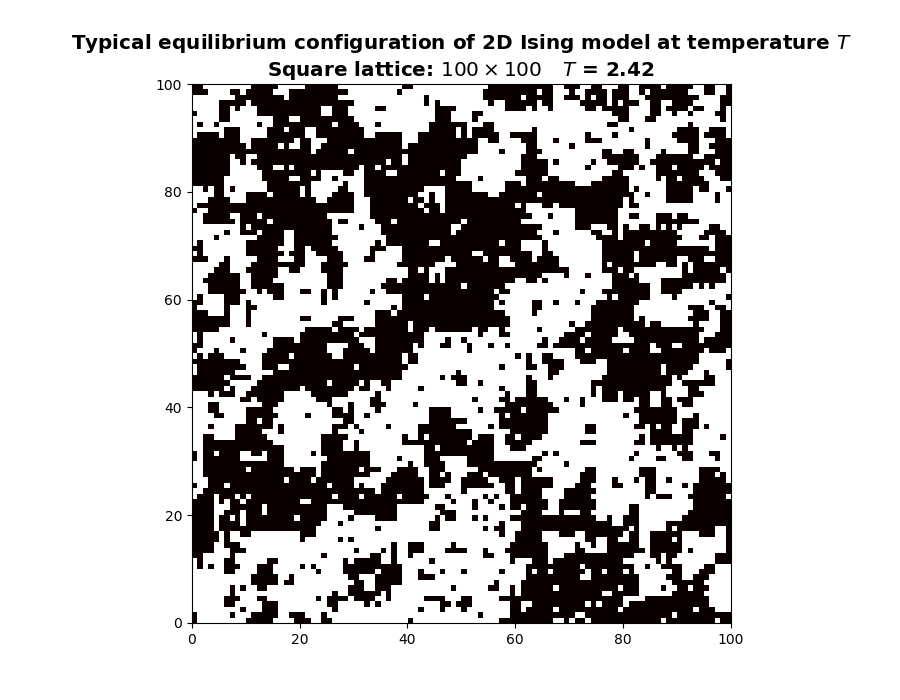 Typical equilibrium configuration of 2D Ising model at temperature T
Square lattice: 100 × 100 T = 2.42
100
80
60
40
20
0
0 20 40 60 80 100